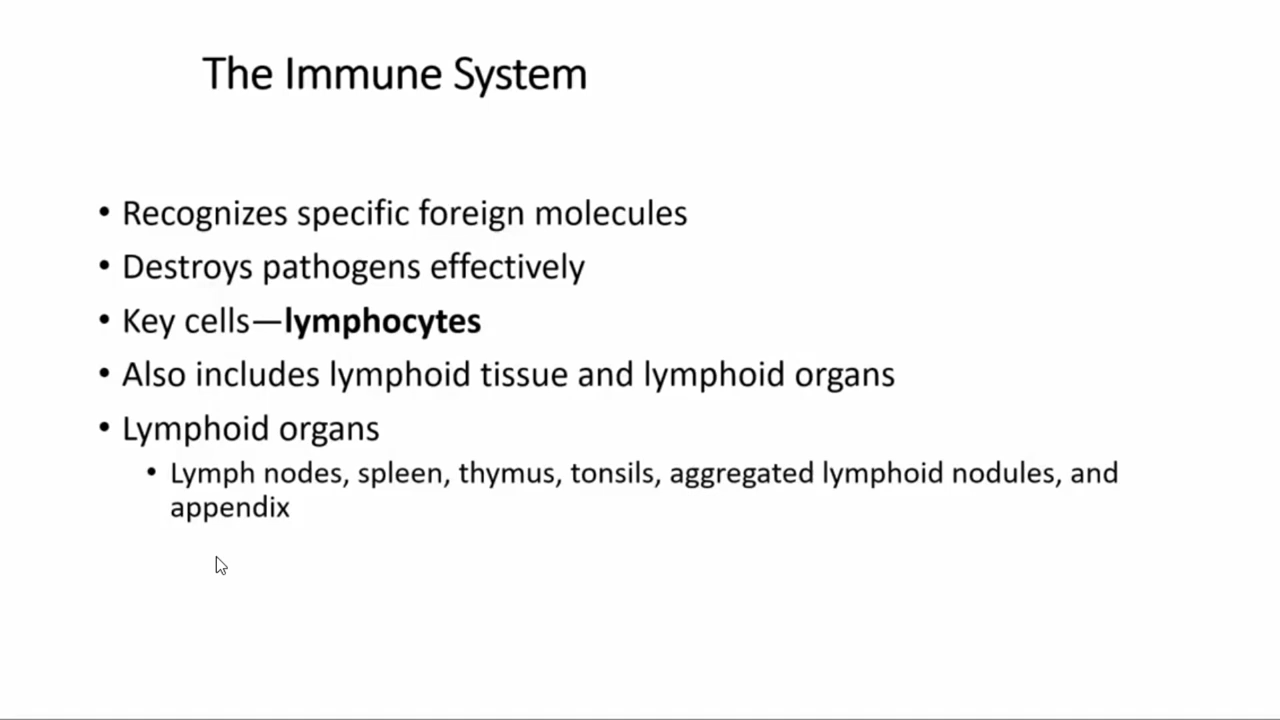 The Immune System
• Recognizes specific foreign molecules
• Destroys pathogens effectively
• Key cells—lymphocytes
• Also includes lymphoid tissue and lymphoid organs
• Lymphoid organs
• Lymph nodes, spleen, thymus, tonsils, aggregated lymphoid nodules, and
appendix